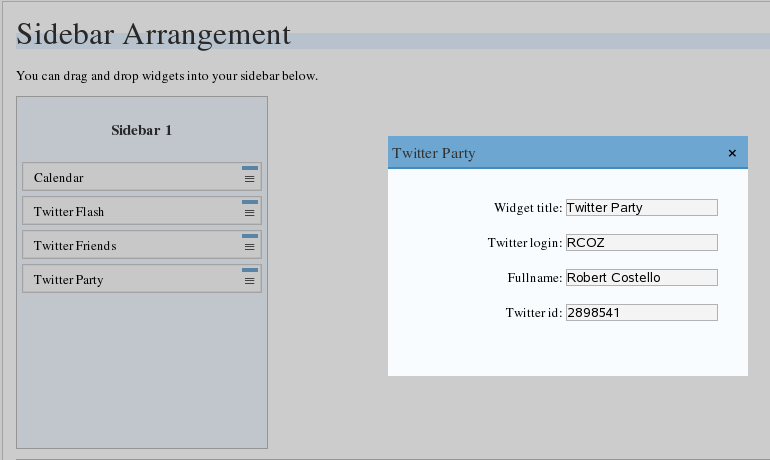 Sidebar Arrangement
You can drag and drop widgets into your sidebar below.
Sidebar 1
Calendar
Twitter Flash
Twitter Friends
Twitter Party
Twitter Party ×
Widget title: Twitter Party
Twitter login: RCOZ
Fullname: Robert Costello
Twitter id: 2898541